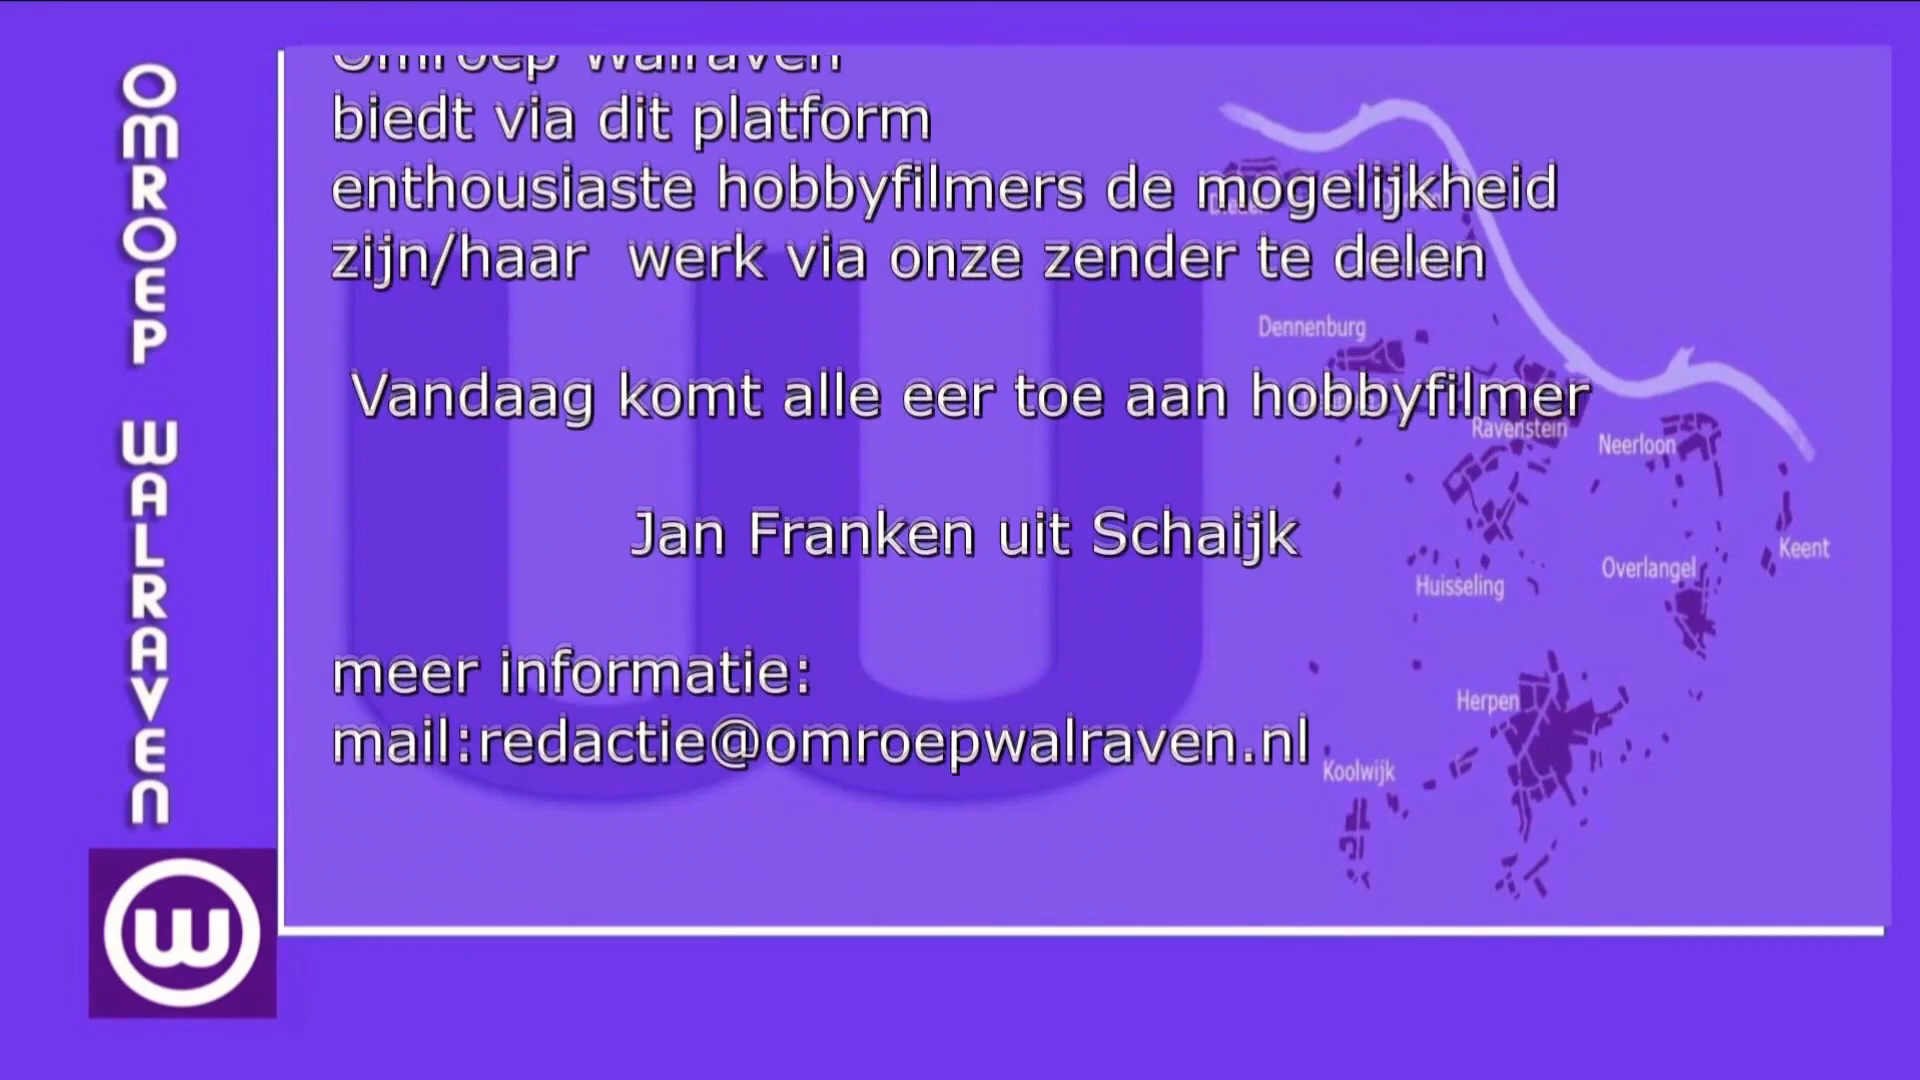 OMROEP WALRAVEN
Omroep Walraven
biedt via dit platform
enthousiaste hobbyfilmers de mogelijkheid
zijn/haar werk via onze zender te delen
Vandaag komt alle eer toe aan hobbyfilmer
Jan Franken uit Schaijk
meer informatie:
mail:redactie@omroepwalraven.nl
Dennenburg
Ravenstein
Neerloon
Keent
Overlangel
Huisseling
Herpen
Koolwijk
W